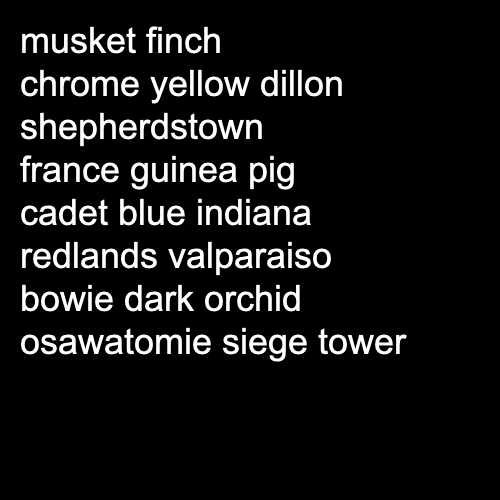 musket finch
chrome yellow dillon
shepherdstown
france guinea pig
cadet blue indiana
redlands valparaiso
bowie dark orchid
osawatomie siege tower